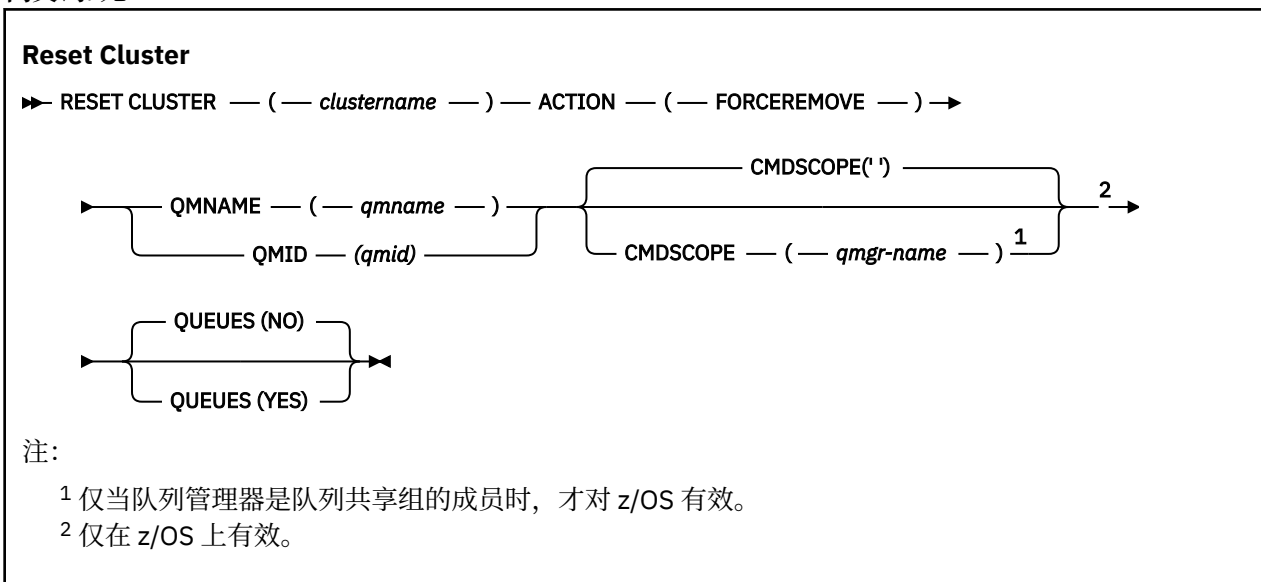 Reset Cluster
RESET CLUSTER ( clustername ) ACTION ( FORCEREMOVE )
CMDSCOPE(' ')
QMNAME ( qmname ) 2
QMID (qmid) CMDSCOPE ( qmgr-name ) 1
QUEUES (NO)
QUEUES (YES)
注:
1 仅当队列管理器是队列共享组的成员时，才对 z/OS 有效。
2 仅在 z/OS 上有效。